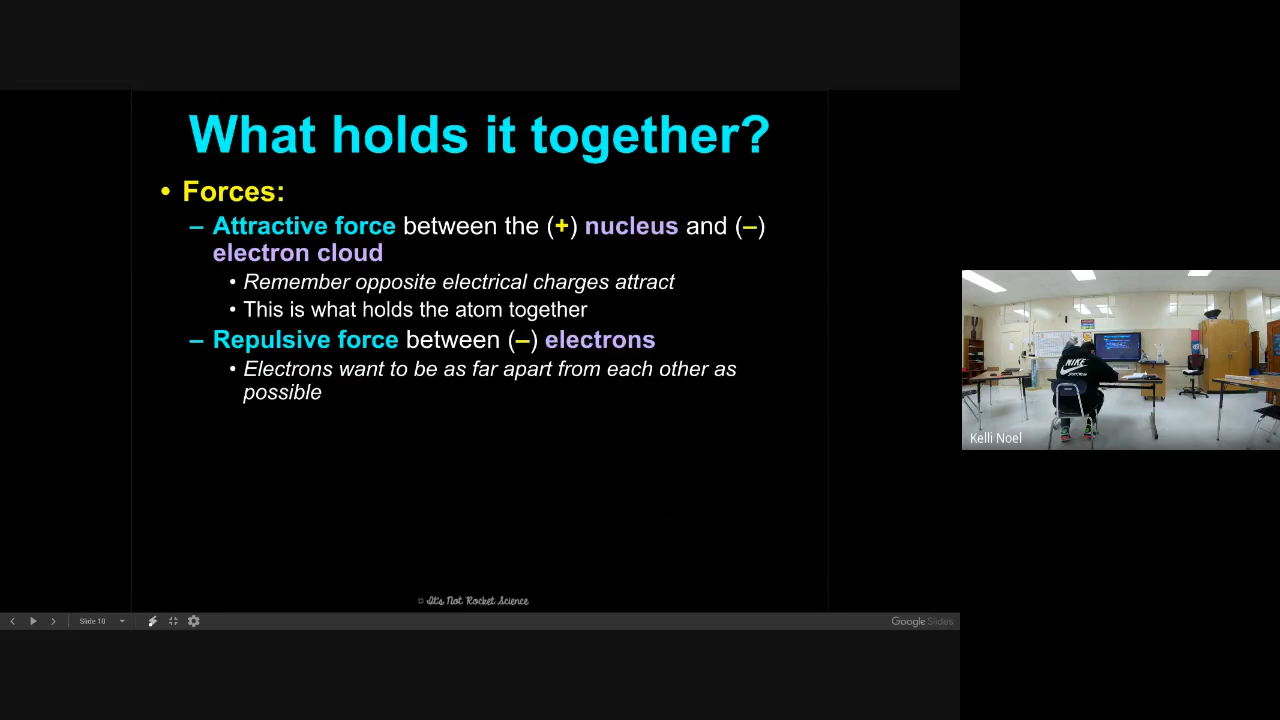 What holds it together?
• Forces:
– Attractive force between the (+) nucleus and (–)
electron cloud
• Remember opposite electrical charges attract
• This is what holds the atom together
– Repulsive force between (–) electrons
• Electrons want to be as far apart from each other as
possible
© It's Not Rocket Science
Slide 10
Google Slides
NIKE
Kelli Noel